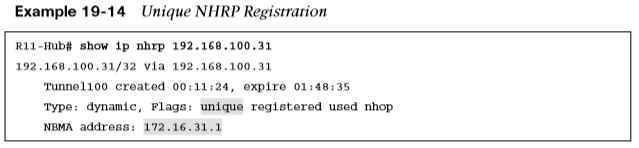 Example 19-14 Unique NHRP Registration
R11-Hub# show ip nhrp 192.168.100.31
192.168.100.31/32 via 192.168.100.31
Tunnel100 created 00:11:24, expire 01:48:35
Type: dynamic, Flags: unique registered used nhop
NBMA address: 172.16.31.1